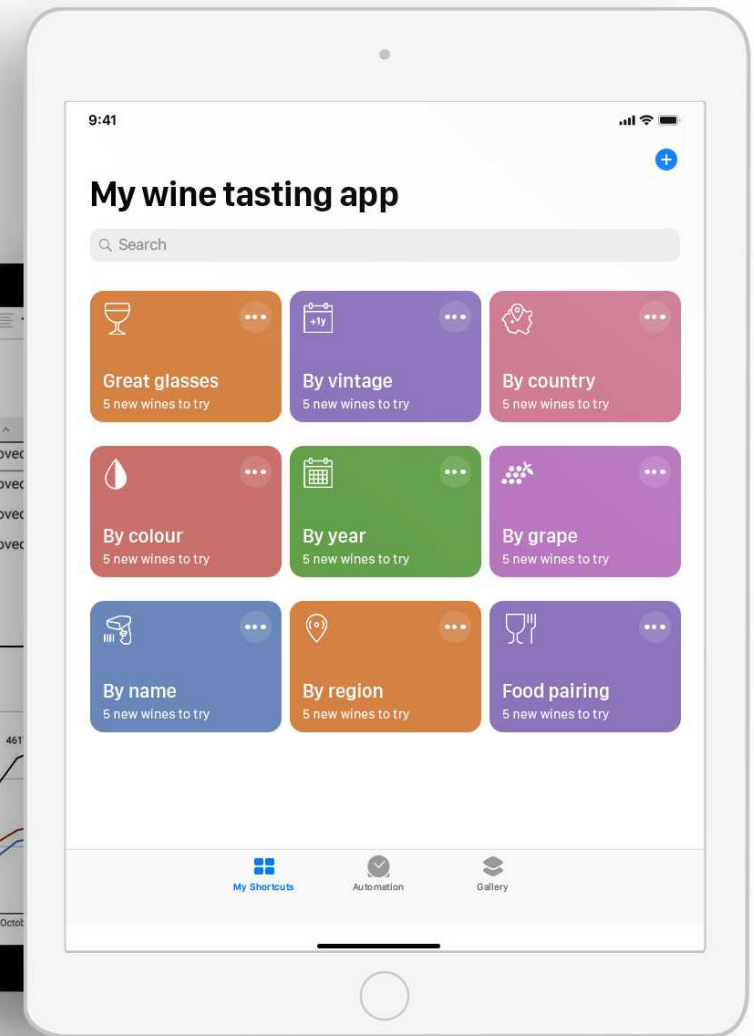 9:41
My wine tasting app
Search
Great glasses
5 new wines to try
+1y
By vintage
5 new wines to try
By country
5 new wines to try
By colour
5 new wines to try
By year
5 new wines to try
By grape
5 new wines to try
By name
5 new wines to try
By region
5 new wines to try
Food pairing
5 new wines to try
My Shortcuts
Automation
Gallery